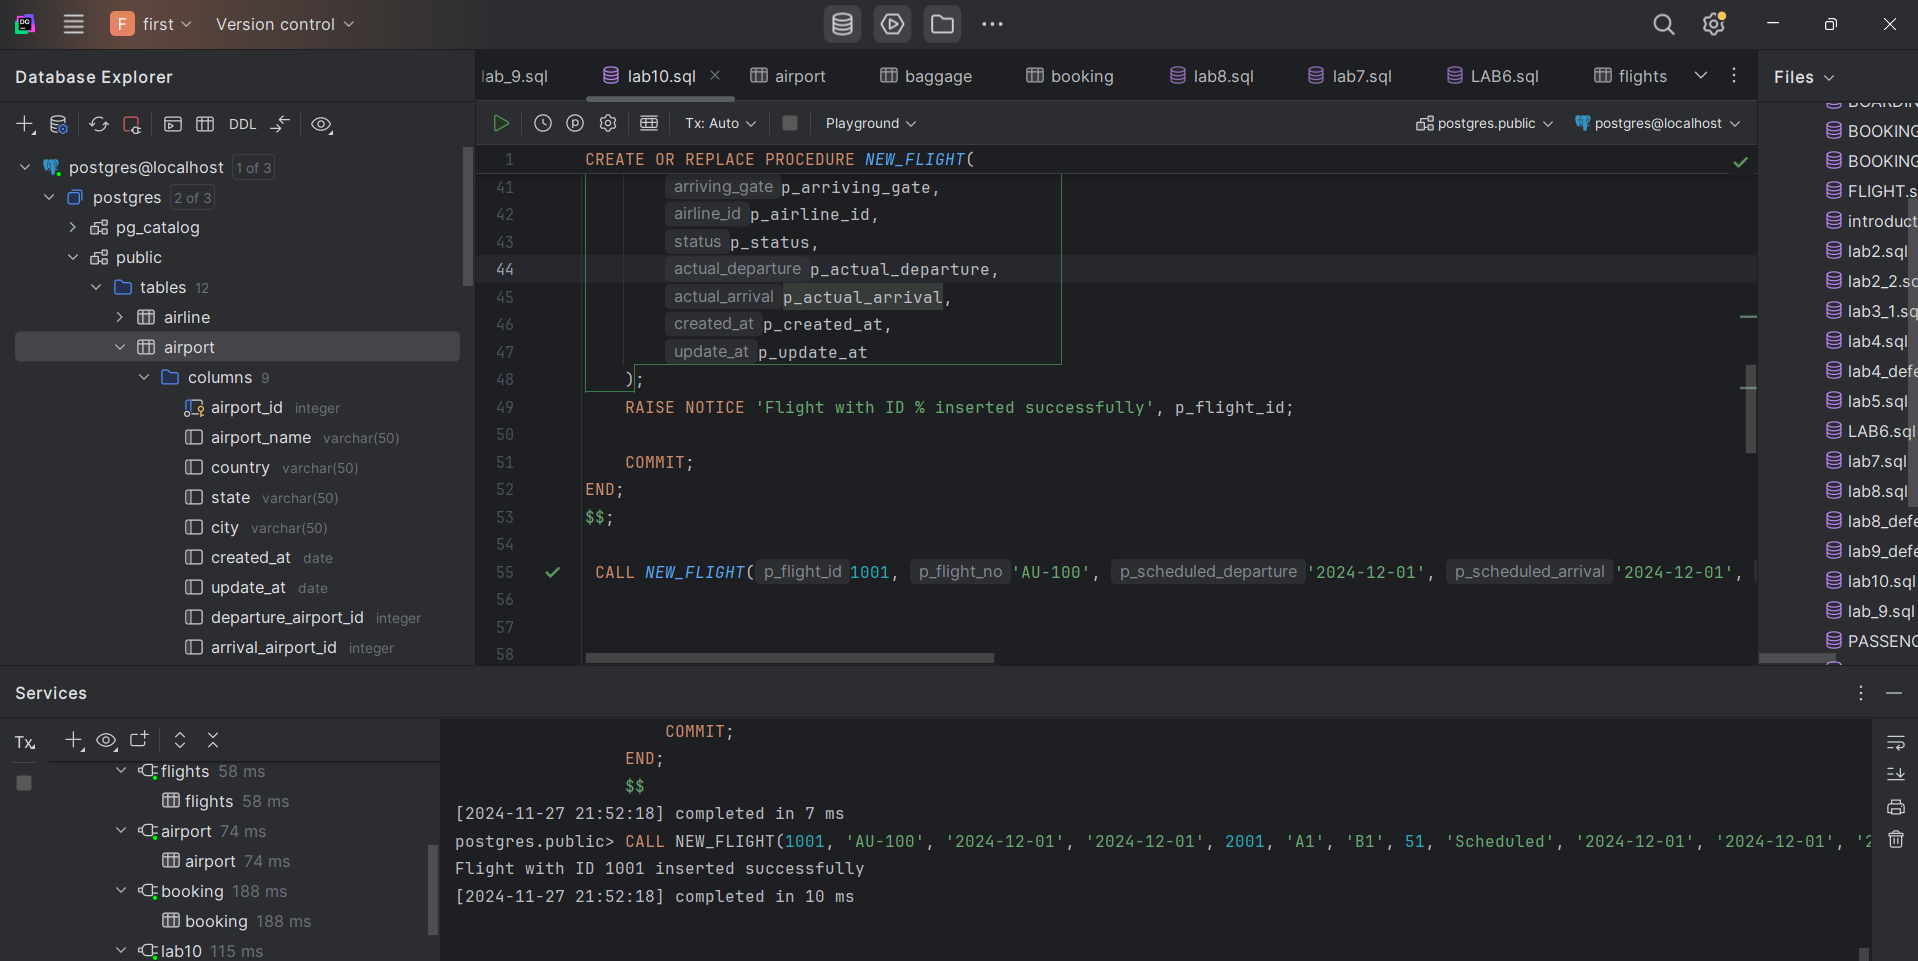 F first Version control
Database Explorer
lab_9.sql lab10.sql airport baggage booking lab8.sql lab7.sql LAB6.sql flights
Files
DDL
Tx: Auto Playground postgres.public postgres@localhost
postgres@localhost 1 of 3
postgres 2 of 3
pg_catalog
public
tables 12
airline
airport
columns 9
airport_id integer
airport_name varchar(50)
country varchar(50)
state varchar(50)
city varchar(50)
created_at date
update_at date
departure_airport_id integer
arrival_airport_id integer
1 CREATE OR REPLACE PROCEDURE NEW_FLIGHT(
41 arriving_gate p_arriving_gate,
42 airline_id p_airline_id,
43 status p_status,
44 actual_departure p_actual_departure,
45 actual_arrival p_actual_arrival,
46 created_at p_created_at,
47 update_at p_update_at
48 );
49 RAISE NOTICE 'Flight with ID % inserted successfully', p_flight_id;
50
51 COMMIT;
52 END;
53 $$;
54
55 CALL NEW_FLIGHT( p_flight_id 1001, p_flight_no 'AU-100', p_scheduled_departure '2024-12-01', p_scheduled_arrival '2024-12-01',
56
57
58
BOOKING
BOOKING
FLIGHT.s
introduct
lab2.sql
lab2_2.sq
lab3_1.sq
lab4.sql
lab4_defe
lab5.sql
LAB6.sql
lab7.sql
lab8.sql
lab8_defe
lab9_defe
lab10.sql
lab_9.sql
PASSENG
Services
Tx
flights 58 ms
flights 58 ms
airport 74 ms
airport 74 ms
booking 188 ms
booking 188 ms
lab10 115 ms
COMMIT;
END;
$$
[2024-11-27 21:52:18] completed in 7 ms
postgres.public> CALL NEW_FLIGHT(1001, 'AU-100', '2024-12-01', '2024-12-01', 2001, 'A1', 'B1', 51, 'Scheduled', '2024-12-01', '2024-12-01', '2
Flight with ID 1001 inserted successfully
[2024-11-27 21:52:18] completed in 10 ms